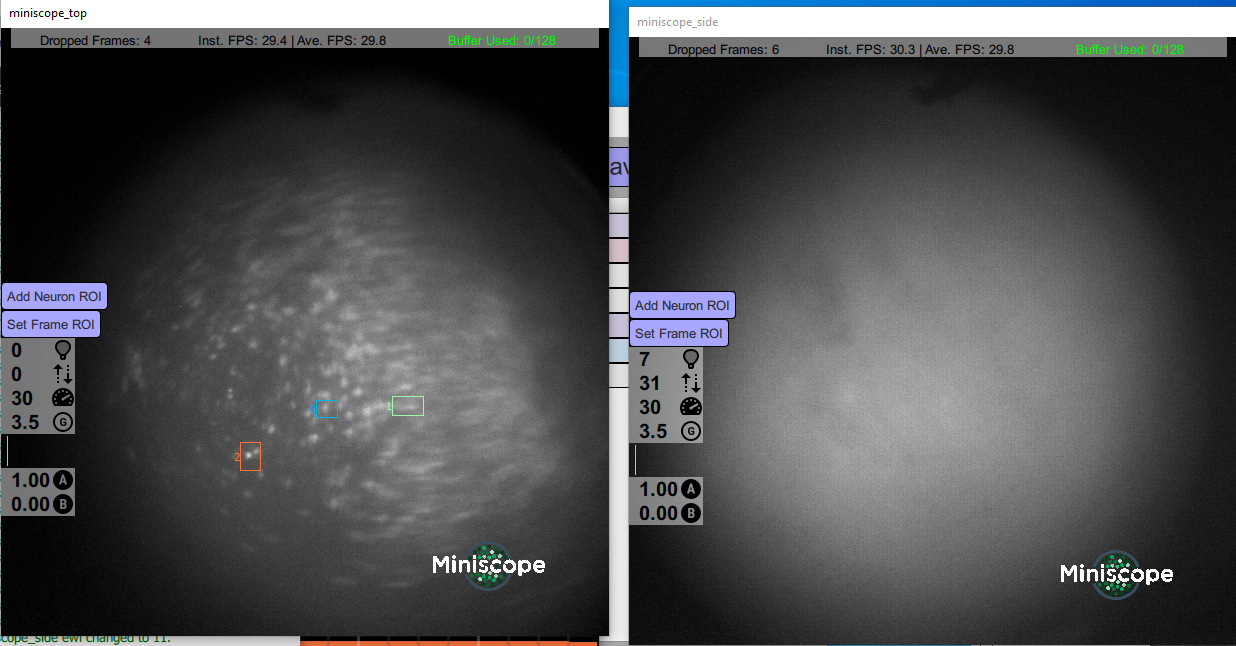 miniscope_top
Dropped Frames: 4
Inst. FPS: 29.4 | Ave. FPS: 29.8
Buffer Used: 0/128
Add Neuron ROI
Set Frame ROI
0
0
30
3.5 G
1.00 A
0.00 B
0
1
2
Miniscope
miniscope_side
Dropped Frames: 6
Inst. FPS: 30.3 | Ave. FPS: 29.8
Buffer Used: 0/128
Add Neuron ROI
Set Frame ROI
7
31
30
3.5 G
1.00 A
0.00 B
Miniscope
av
scope_side ewl changed to 11.